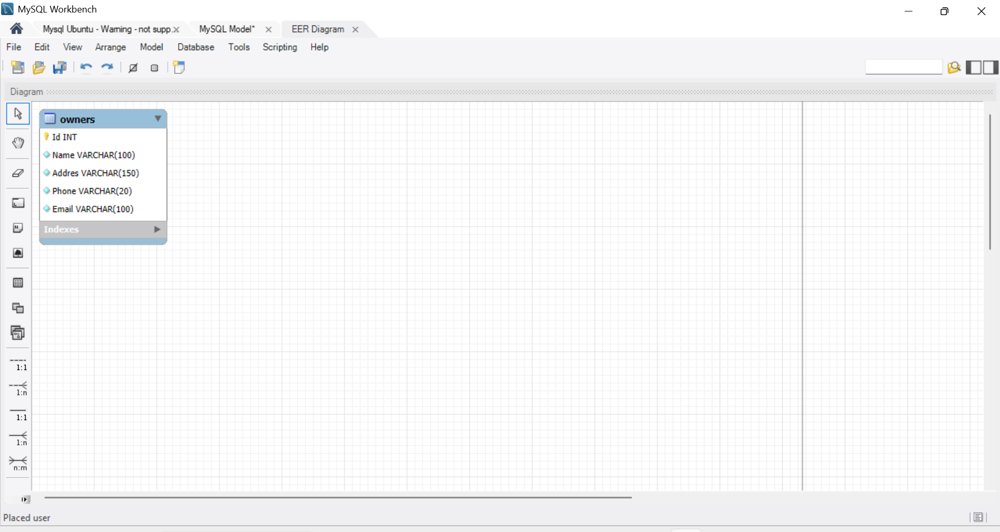 MySQL Workbench
Mysql Ubuntu - Warning - not supp.
MySQL Model*
EER Diagram
File Edit View Arrange Model Database Tools Scripting Help
Diagram
owners
Id INT
Name VARCHAR(100)
Addres VARCHAR(150)
Phone VARCHAR(20)
Email VARCHAR(100)
Indexes
N
1:1
1:n
1:1
1:n
n:m
Placed user